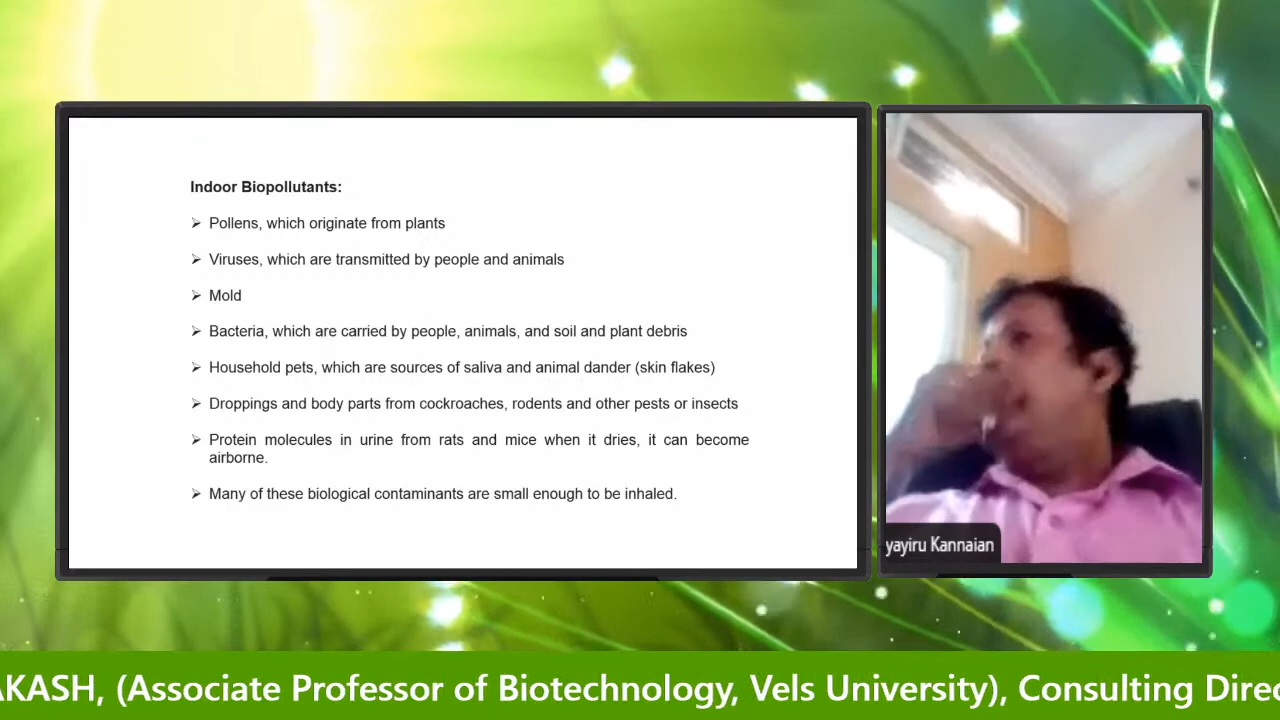 Indoor Biopollutants:
➢ Pollens, which originate from plants
➢ Viruses, which are transmitted by people and animals
➢ Mold
➢ Bacteria, which are carried by people, animals, and soil and plant debris
➢ Household pets, which are sources of saliva and animal dander (skin flakes)
➢ Droppings and body parts from cockroaches, rodents and other pests or insects
➢ Protein molecules in urine from rats and mice when it dries, it can become
airborne.
➢ Many of these biological contaminants are small enough to be inhaled.
yayiru Kannaian
AKASH, (Associate Professor of Biotechnology, Vels University), Consulting Direc